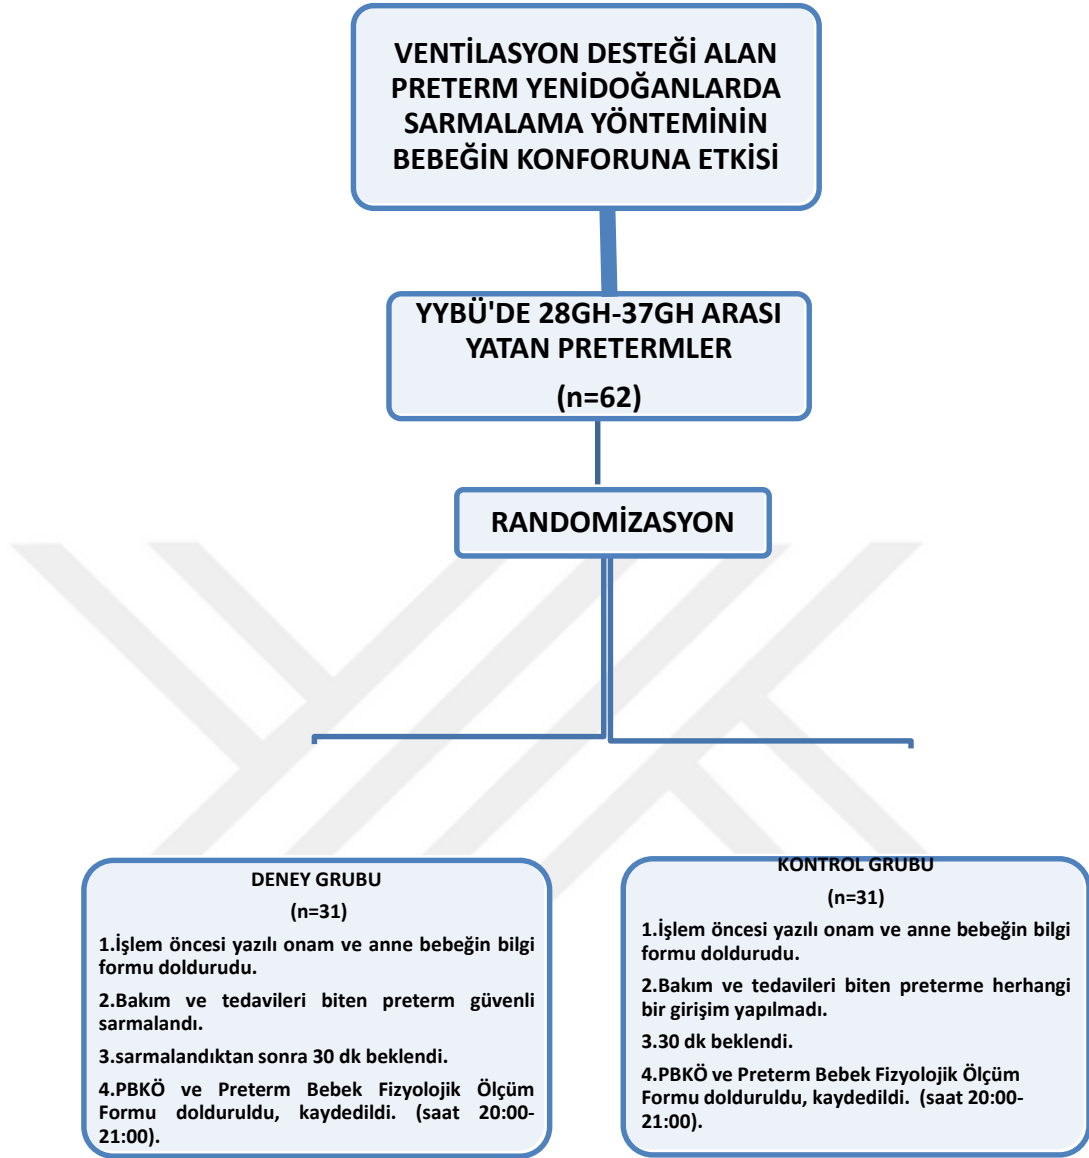 VENTİLASYON DESTEĞİ ALAN
PRETERM YENİDOĞANLARDA
SARMALAMA YÖNTEMİNİN
BEBEĞİN KONFORUNA ETKİSİ
YYBÜ'DE 28GH-37GH ARASI
YATAN PRETERMLER
(n=62)
RANDOMİZASYON
DENEY GRUBU
(n=31)
1.İşlem öncesi yazılı onam ve anne bebeğin bilgi
formu doldurudu.
2.Bakım ve tedavileri biten preterm güvenli
sarmalandı.
3.sarmalandıktan sonra 30 dk beklendi.
4.PBKÖ ve Preterm Bebek Fizyolojik Ölçüm
Formu dolduruldu, kaydedildi. (saat 20:00-
21:00).
KONTROL GRUBU
(n=31)
1.İşlem öncesi yazılı onam ve anne bebeğin bilgi
formu doldurudu.
2.Bakım ve tedavileri biten preterme herhangi
bir girişim yapılmadı.
3.30 dk beklendi.
4.PBKÖ ve Preterm Bebek Fizyolojik Ölçüm
Formu dolduruldu, kaydedildi. (saat 20:00-
21:00).